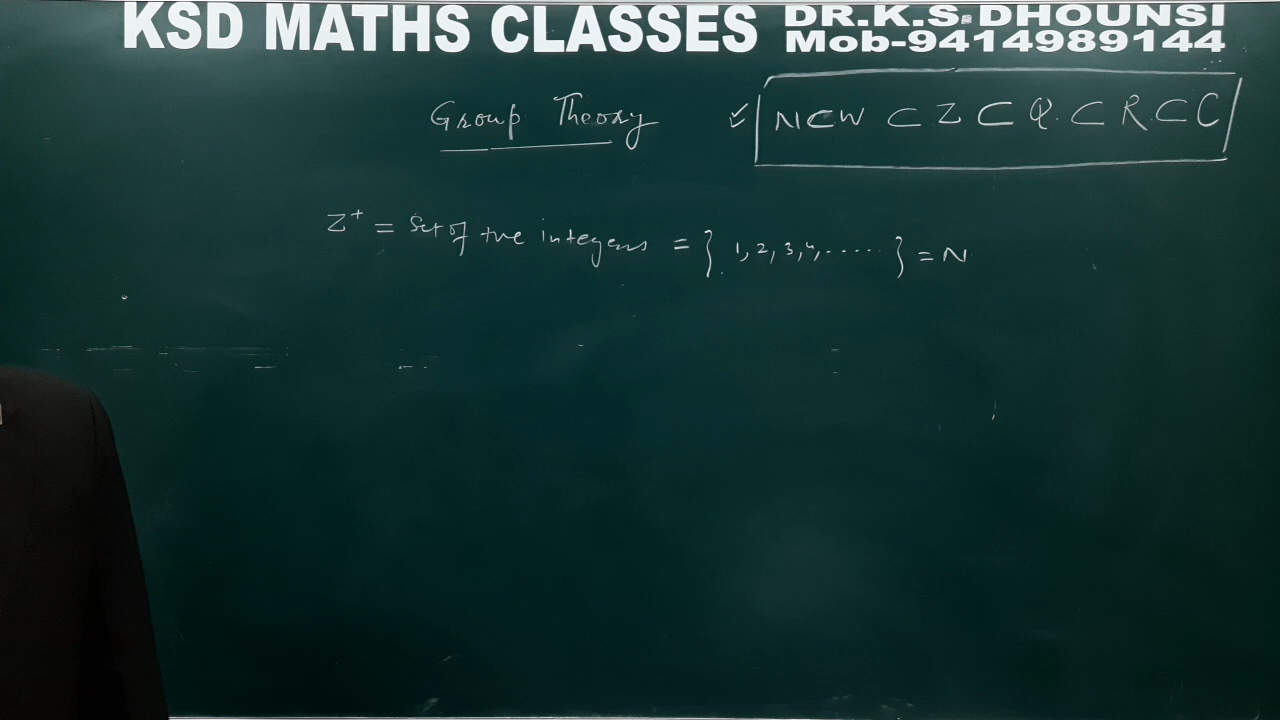 KSD MATHS CLASSES DR.K.S. DHOUNSI
Mob-9414989144
Group Theory ✓ N⊂W ⊂ Z ⊂ Q ⊂ R ⊂ C
Z⁺ = Set of +ve integers = { 1, 2, 3, 4, ..... } = N